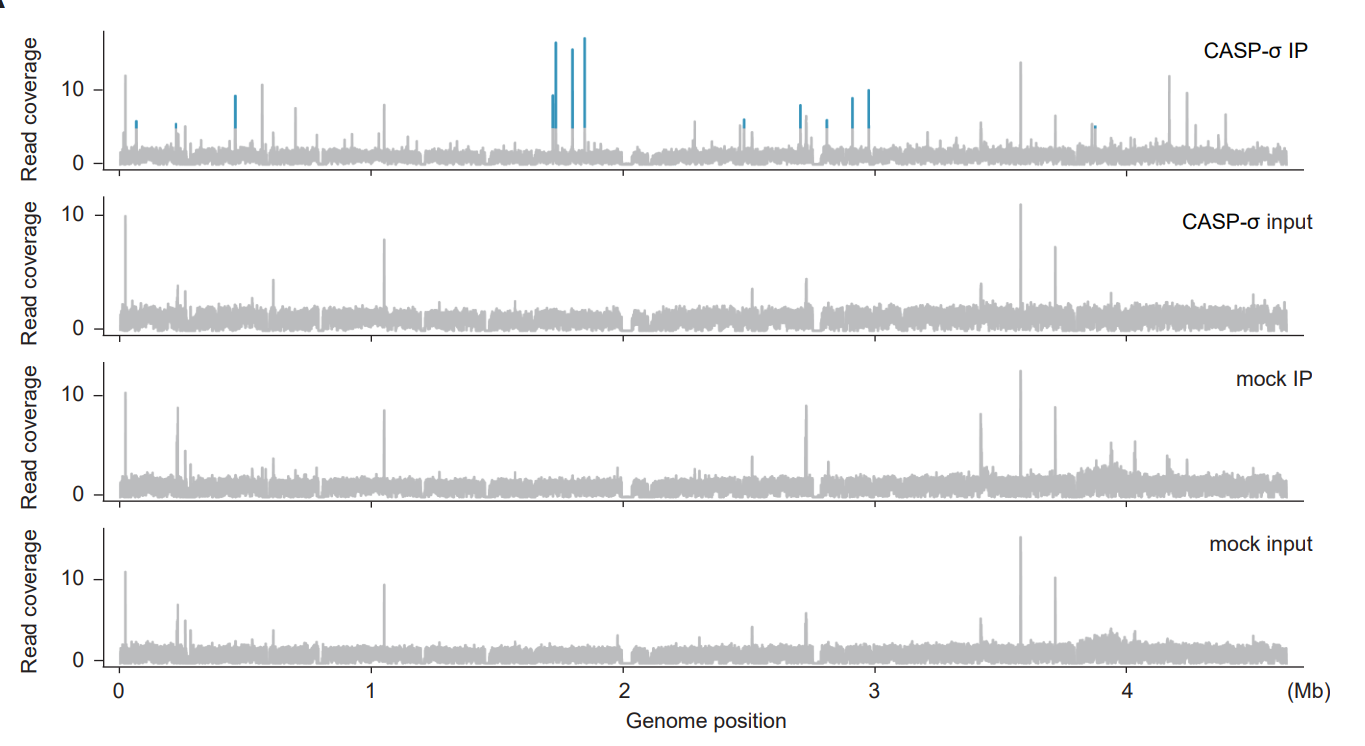 Read coverage
10
0
CASP-σ IP
Read coverage
10
0
CASP-σ input
Read coverage
10
0
mock IP
Read coverage
10
0
mock input
0 1 2 3 4 (Mb)
Genome position